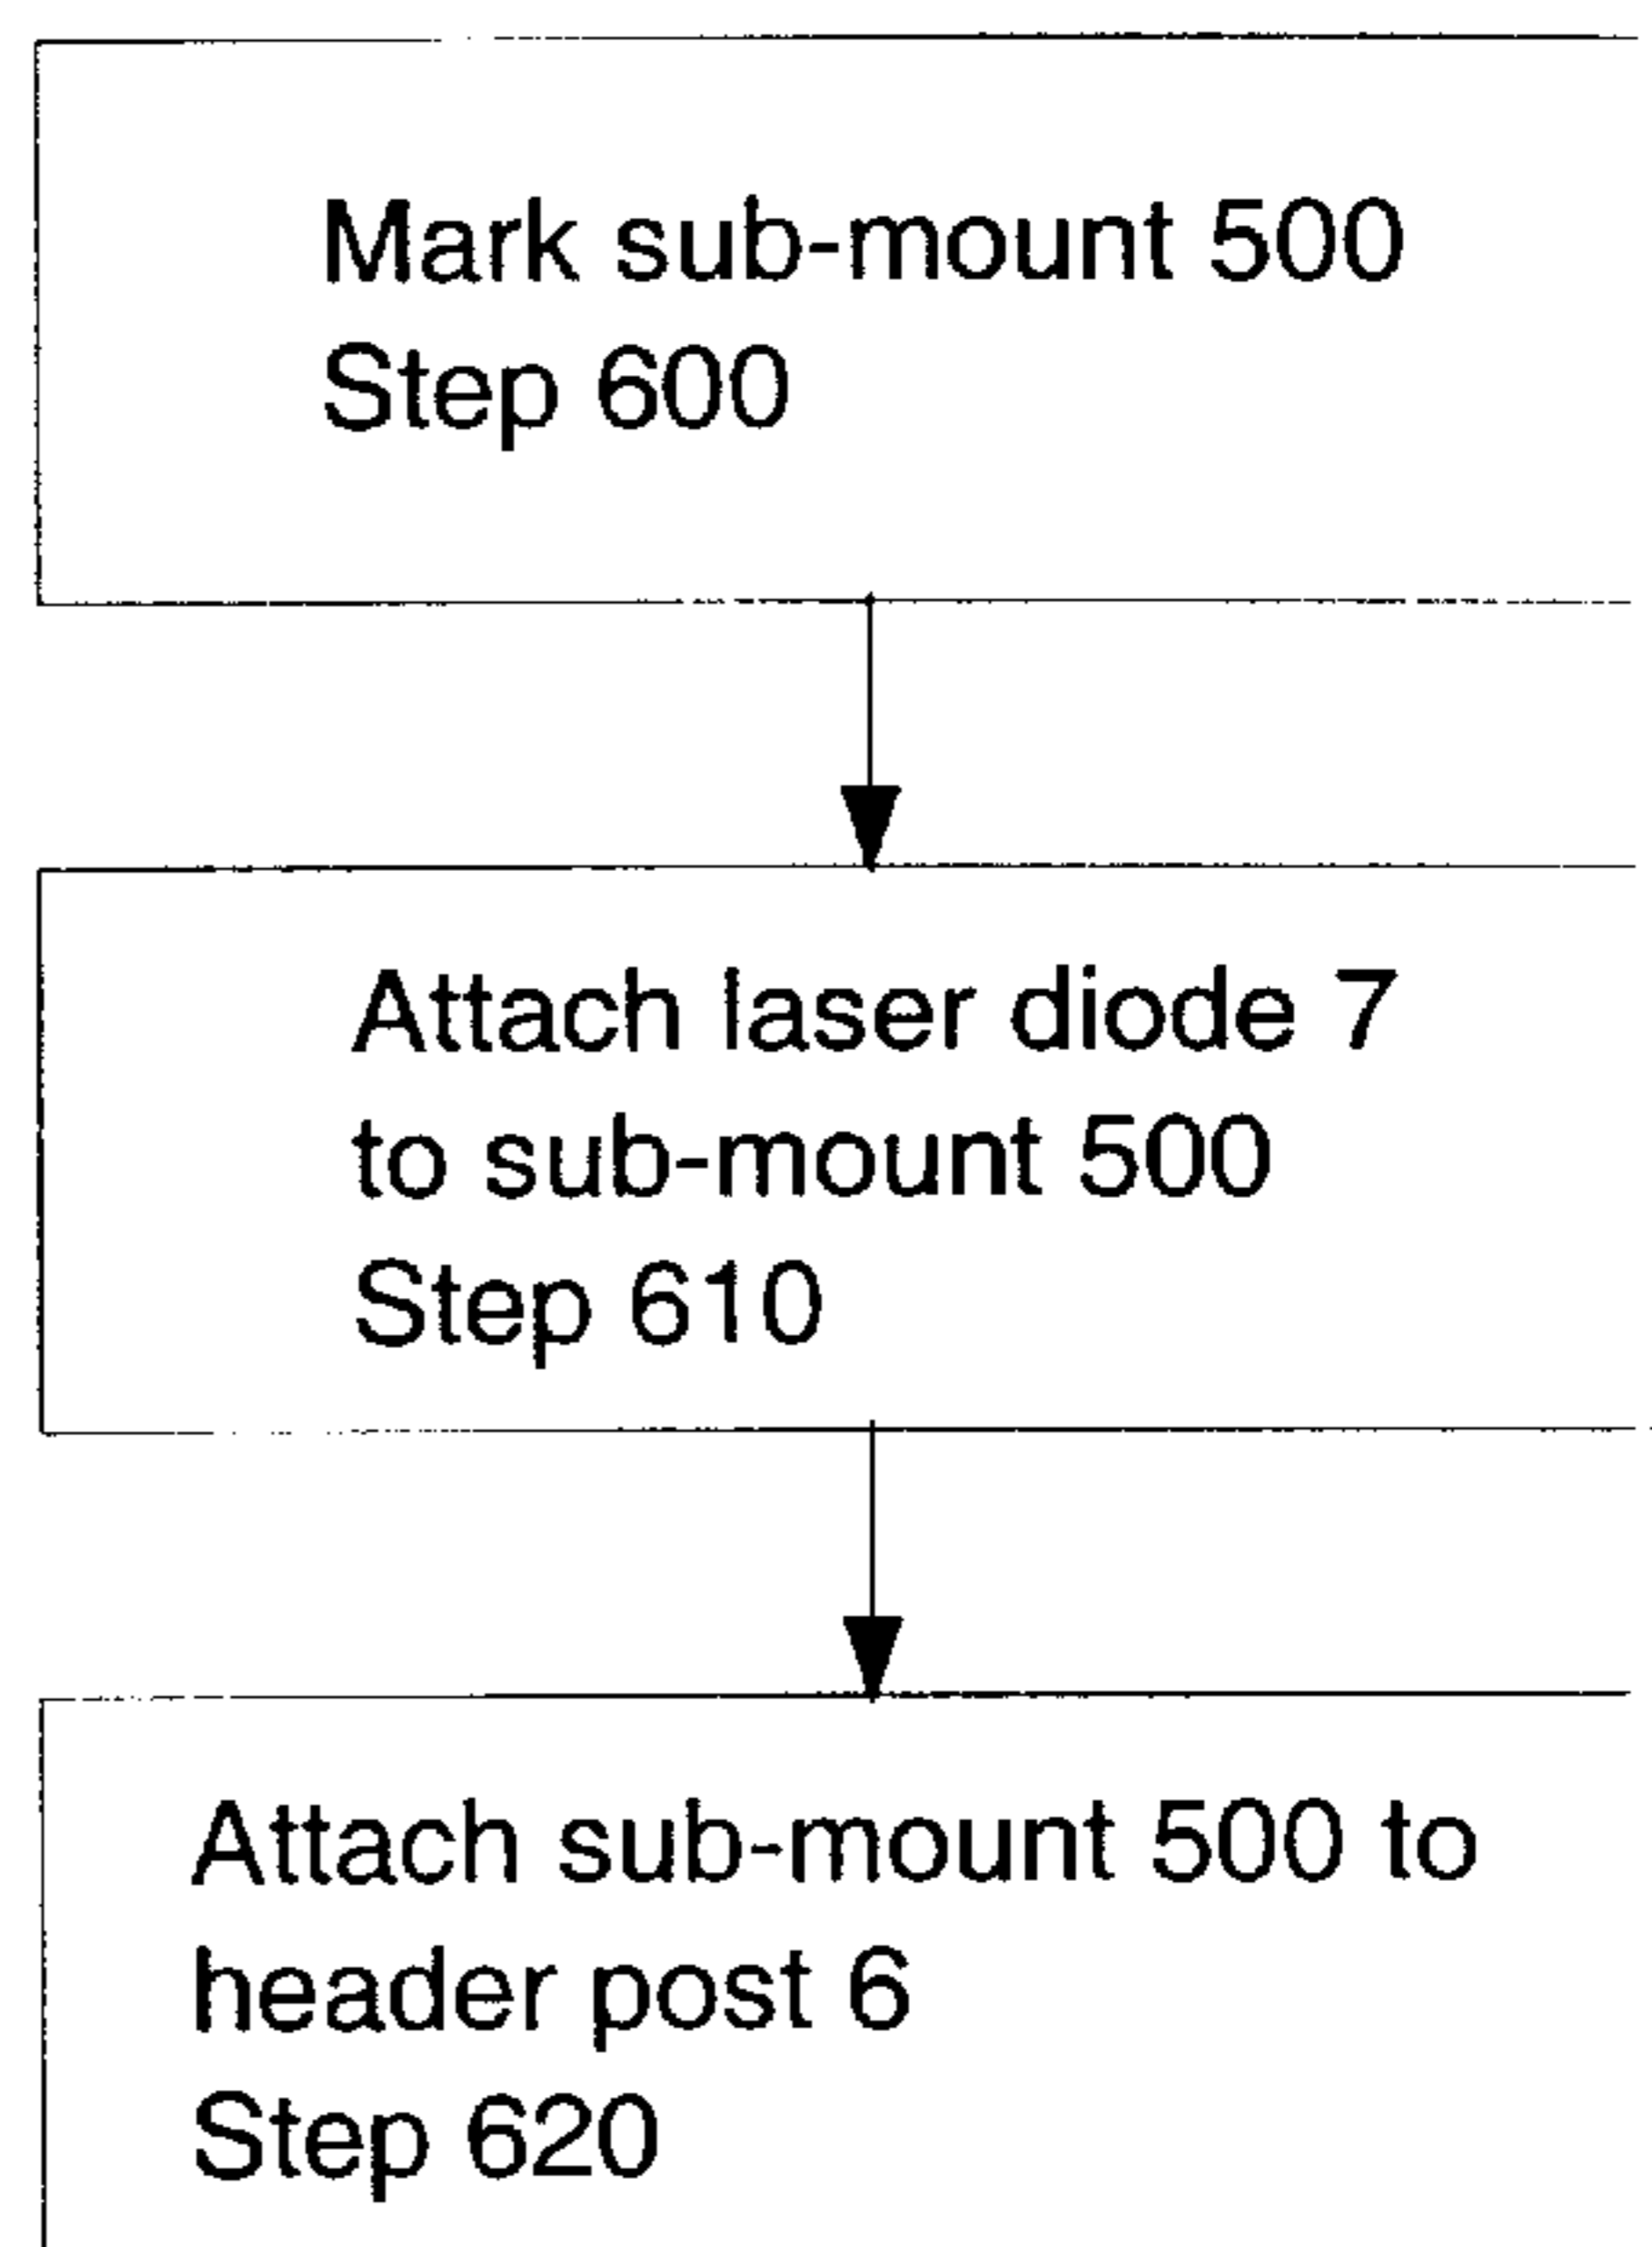 Mark sub-mount 500
Step 600
Attach laser diode 7
to sub-mount 500
Step 610
Attach sub-mount 500 to
header post 6
Step 620